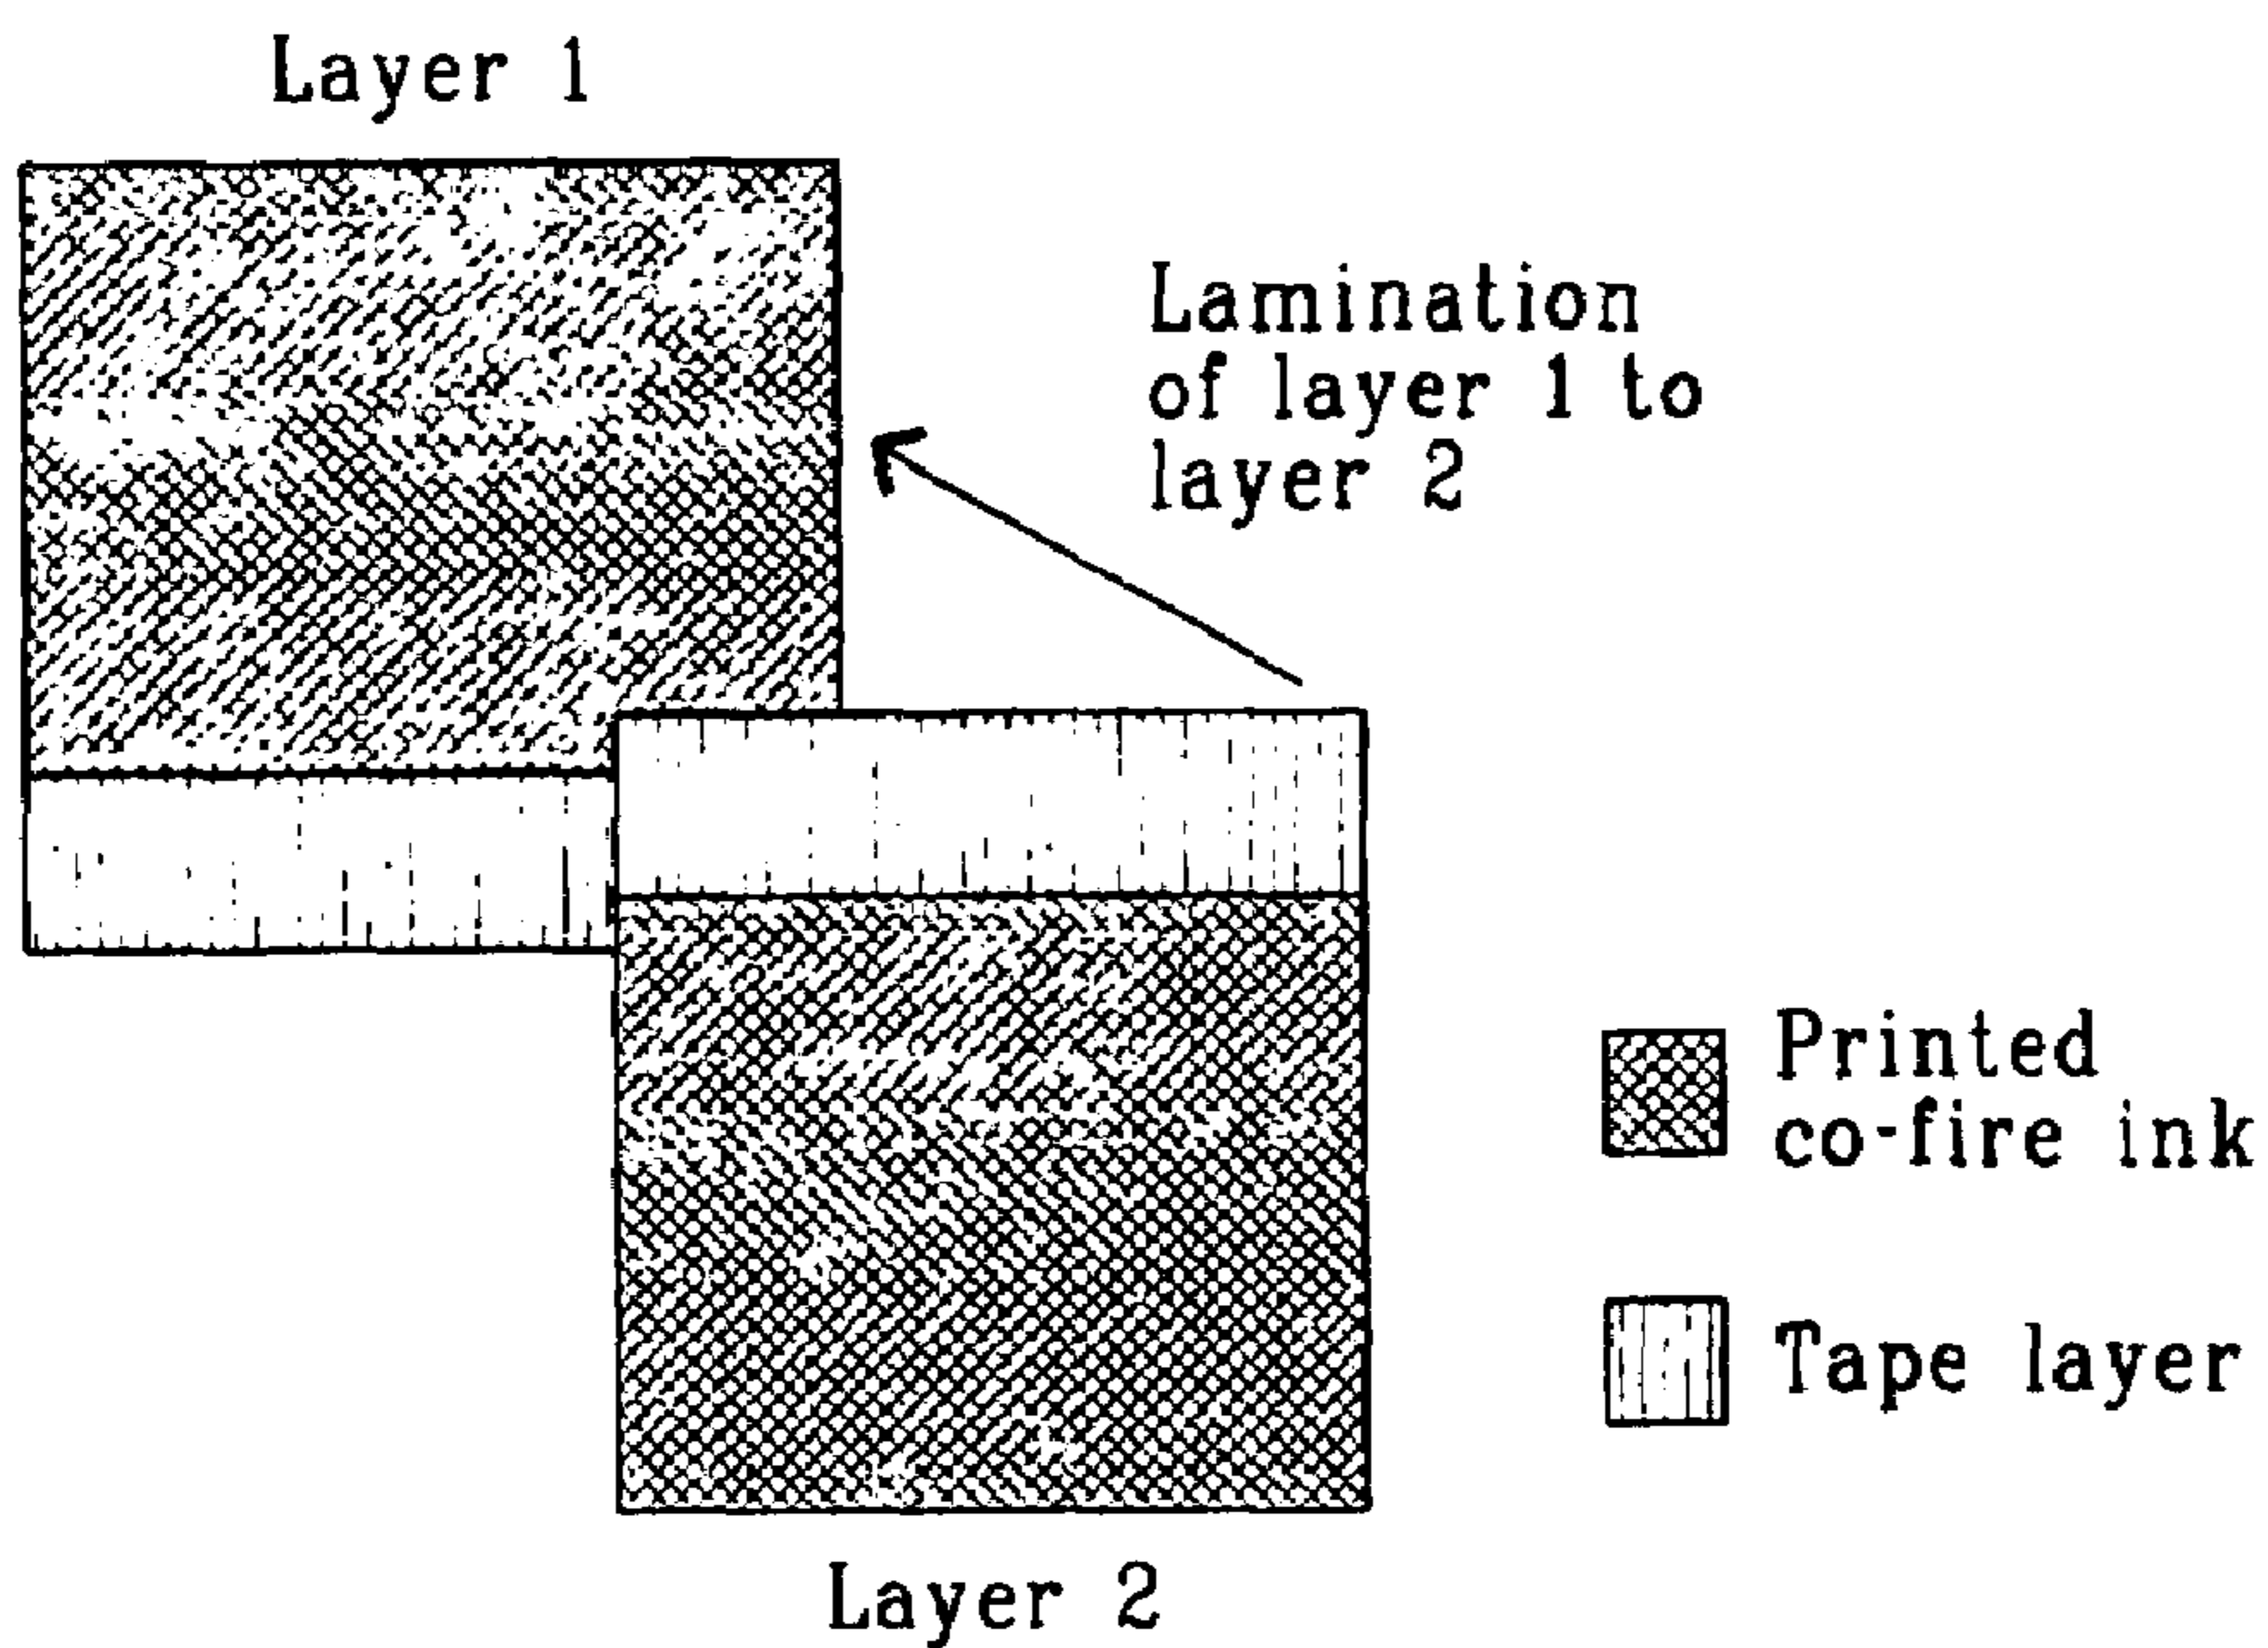 Layer 1
Lamination
of layer 1 to
layer 2
Printed
co-fire ink
Tape layer
Layer 2